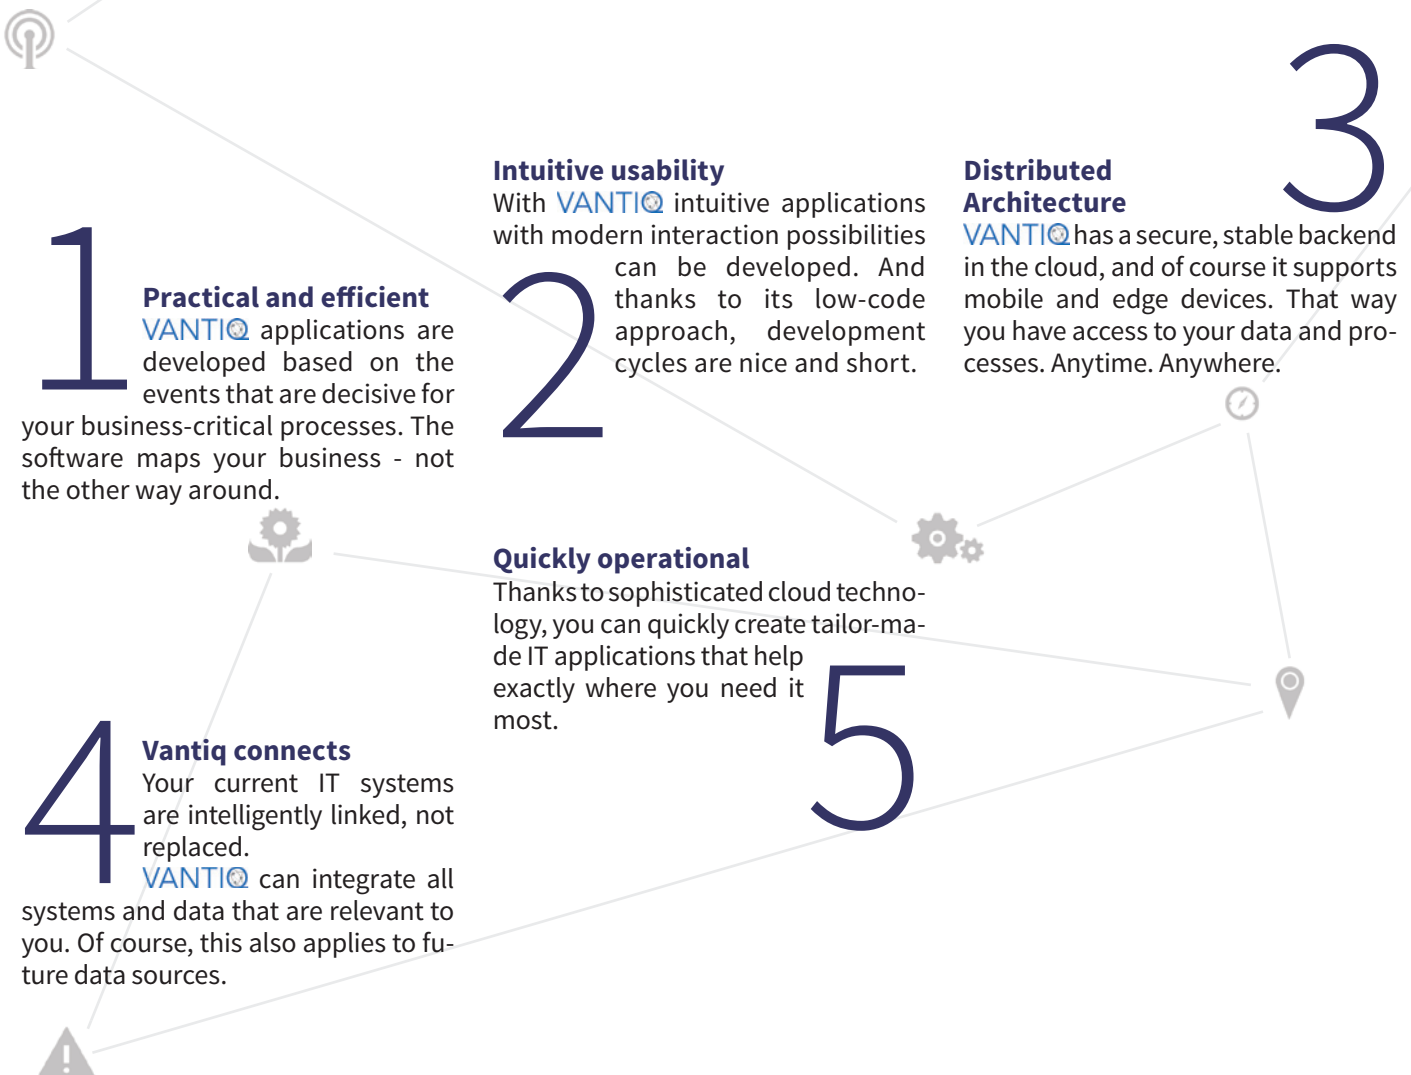 1
Practical and efficient
VANTIQ applications are
developed based on the
events that are decisive for
your business-critical processes. The
software maps your business - not
the other way around.
2
Intuitive usability
With VANTIQ intuitive applications
with modern interaction possibilities
can be developed. And
thanks to its low-code
approach, development
cycles are nice and short.
3
Distributed
Architecture
VANTIQ has a secure, stable backend
in the cloud, and of course it supports
mobile and edge devices. That way
you have access to your data and pro-
cesses. Anytime. Anywhere.
4
Vantiq connects
Your current IT systems
are intelligently linked, not
replaced.
VANTIQ can integrate all
systems and data that are relevant to
you. Of course, this also applies to fu-
ture data sources.
5
Quickly operational
Thanks to sophisticated cloud techno-
logy, you can quickly create tailor-ma-
de IT applications that help
exactly where you need it
most.